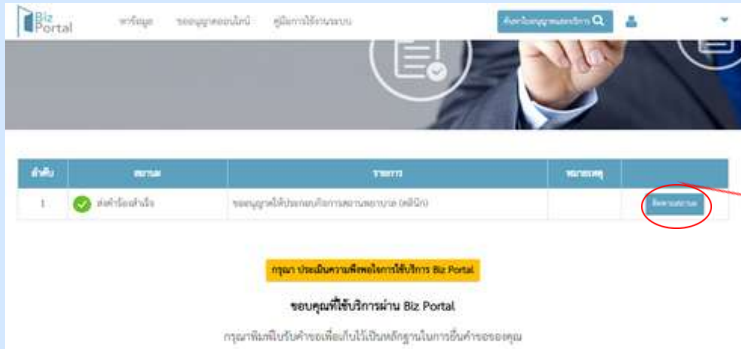 Biz Portal
หาข้อมูล ขออนุญาตออนไลน์ คู่มือการใช้งานระบบ ค้นหาใบอนุญาตและบริการ
ลำดับ สถานะ รายการ หมายเหตุ
1 ส่งคำร้องสำเร็จ ขออนุญาตให้ประกอบกิจการสถานพยาบาล (คลินิก) ติดตามสถานะ
กรุณา ประเมินความพึงพอใจการใช้บริการ Biz Portal
ขอบคุณที่ใช้บริการผ่าน Biz Portal
กรุณาพิมพ์ใบรับคำขอเพื่อเก็บไว้เป็นหลักฐานในการยื่นคำขอของคุณ